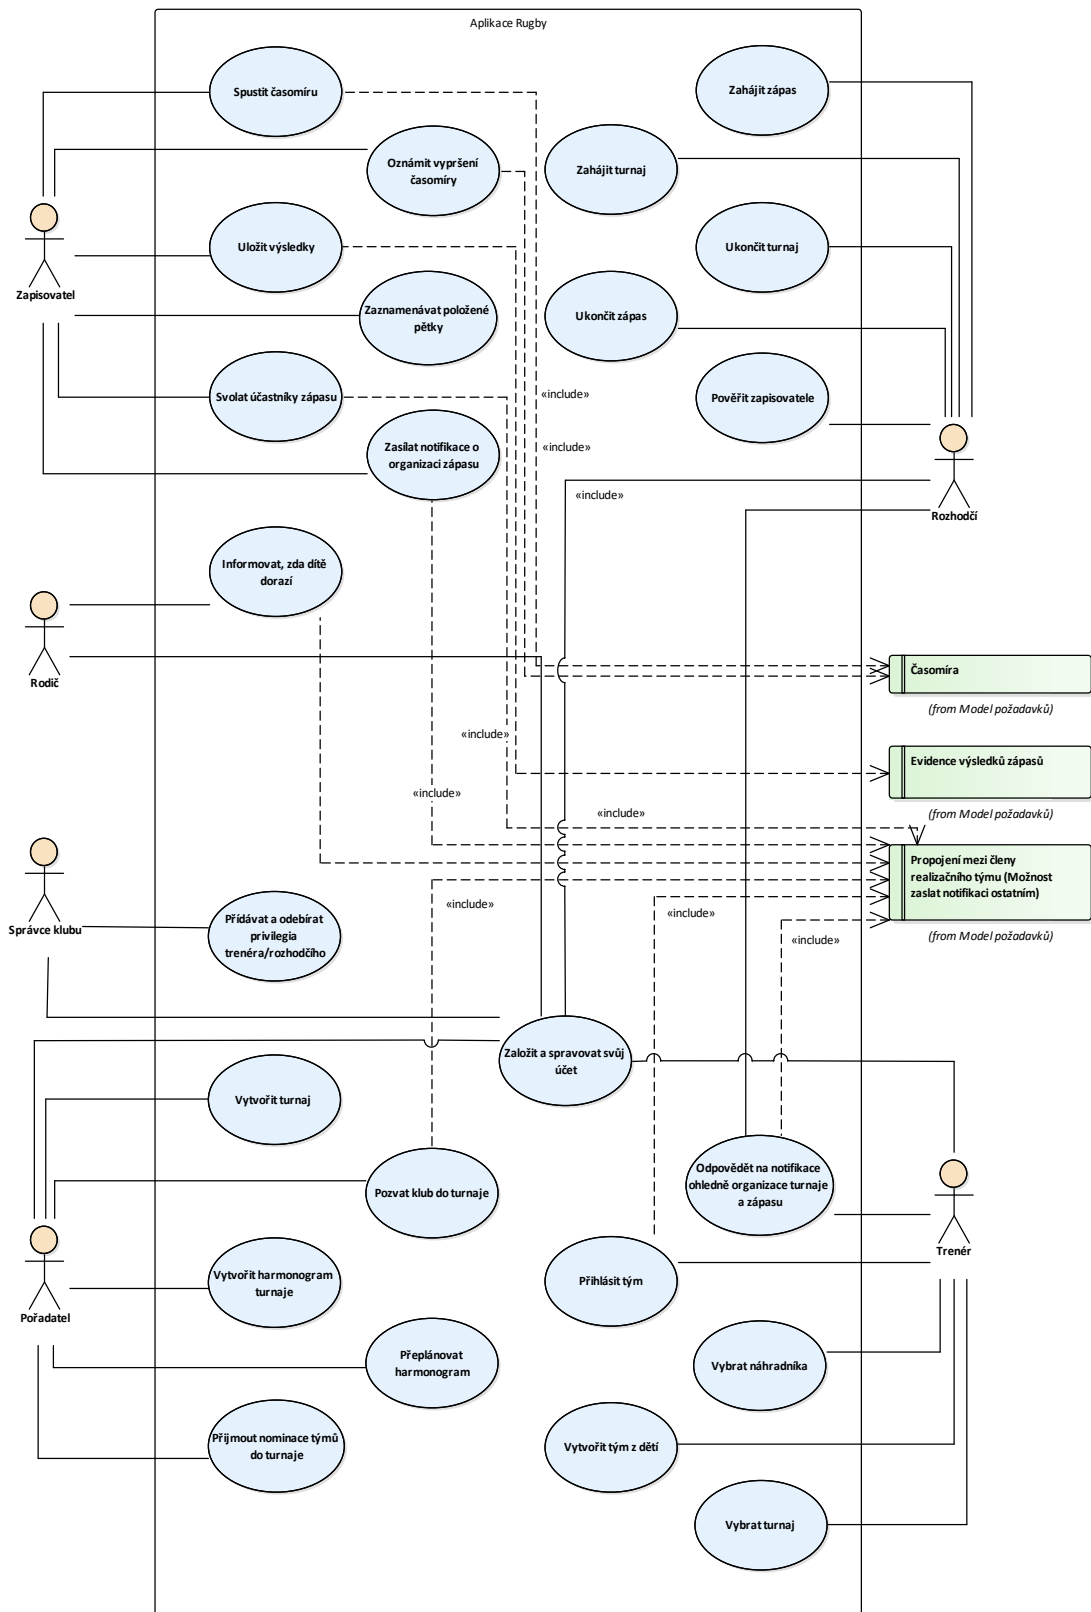 Aplikace Rugby
Spustit časomíru
Zahájit zápas
Oznámit vypršení
časomíry
Zahájit turnaj
Uložit výsledky
Ukončit turnaj
Zapisovatel
Zaznamenávat položené
pětky
Ukončit zápas
Svolat účastníky zápasu
«include»
Pověřit zapisovatele
Zasílat notifikace o
organizaci zápasu
«include»
«include»
Rozhodčí
Informovat, zda dítě
dorazí
Rodič
Časomíra
(from Model požadavků)
«include»
Evidence výsledků zápasů
«include»
(from Model požadavků)
«include»
Propojení mezi členy
realizačního týmu (Možnost
zaslat notifikaci ostatním)
(from Model požadavků)
«include»
«include»
«include»
Správce klubu
Přídávat a odebírat
privilegia
trenéra/rozhodčího
Založit a spravovat svůj
účet
Vytvořit turnaj
Pozvat klub do turnaje
Odpovědět na notifikace
ohledně organizace turnaje
a zápasu
Trenér
Pořadatel
Vytvořit harmonogram
turnaje
Přihlásit tým
Přeplánovat
harmonogram
Vybrat náhradníka
Přijmout nominace týmů
do turnaje
Vytvořit tým z dětí
Vybrat turnaj